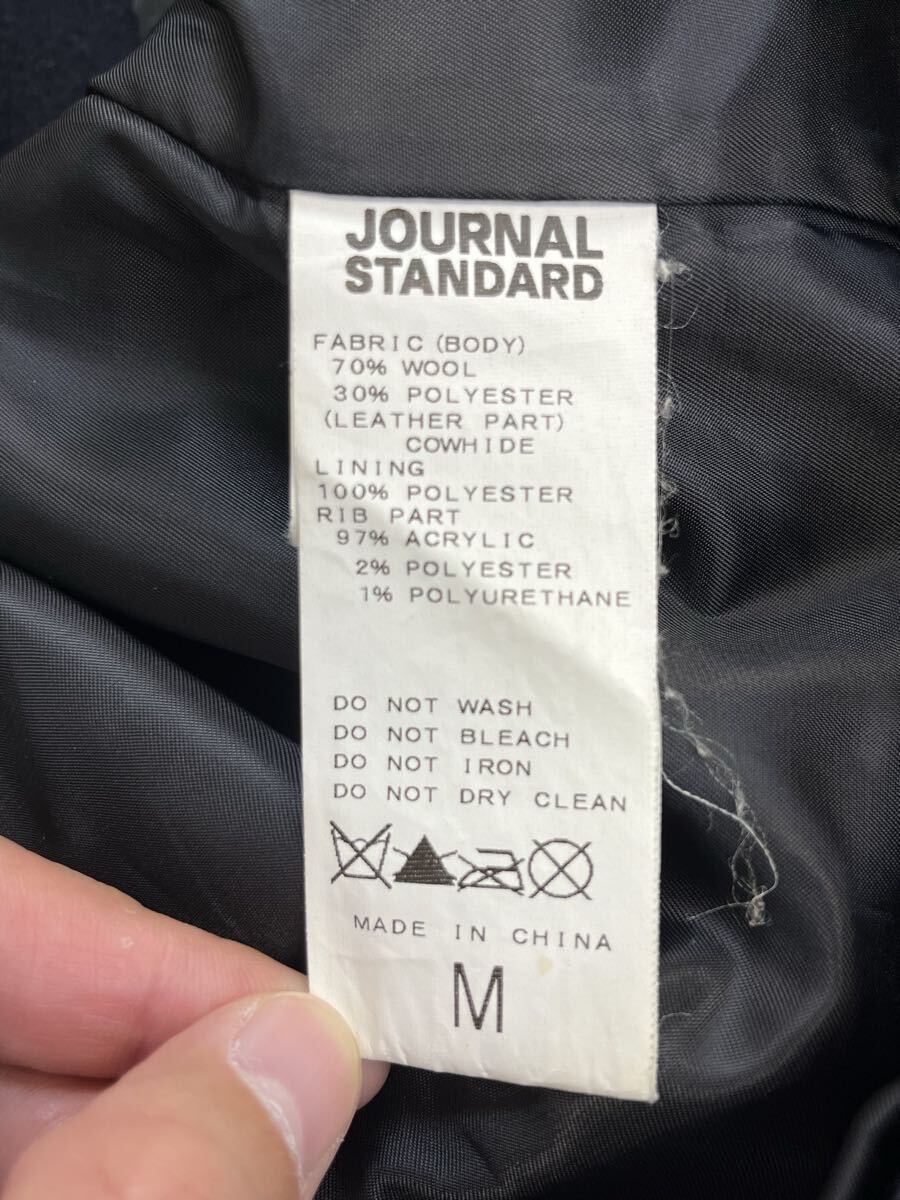 JOURNAL
STANDARD
FABRIC (BODY)
70% WOOL
30% POLYESTER
(LEATHER PART)
COWHIDE
LINING
100% POLYESTER
RIB PART
97% ACRYLIC
2% POLYESTER
1% POLYURETHANE
DO NOT WASH
DO NOT BLEACH
DO NOT IRON
DO NOT DRY CLEAN
MADE IN CHINA
M